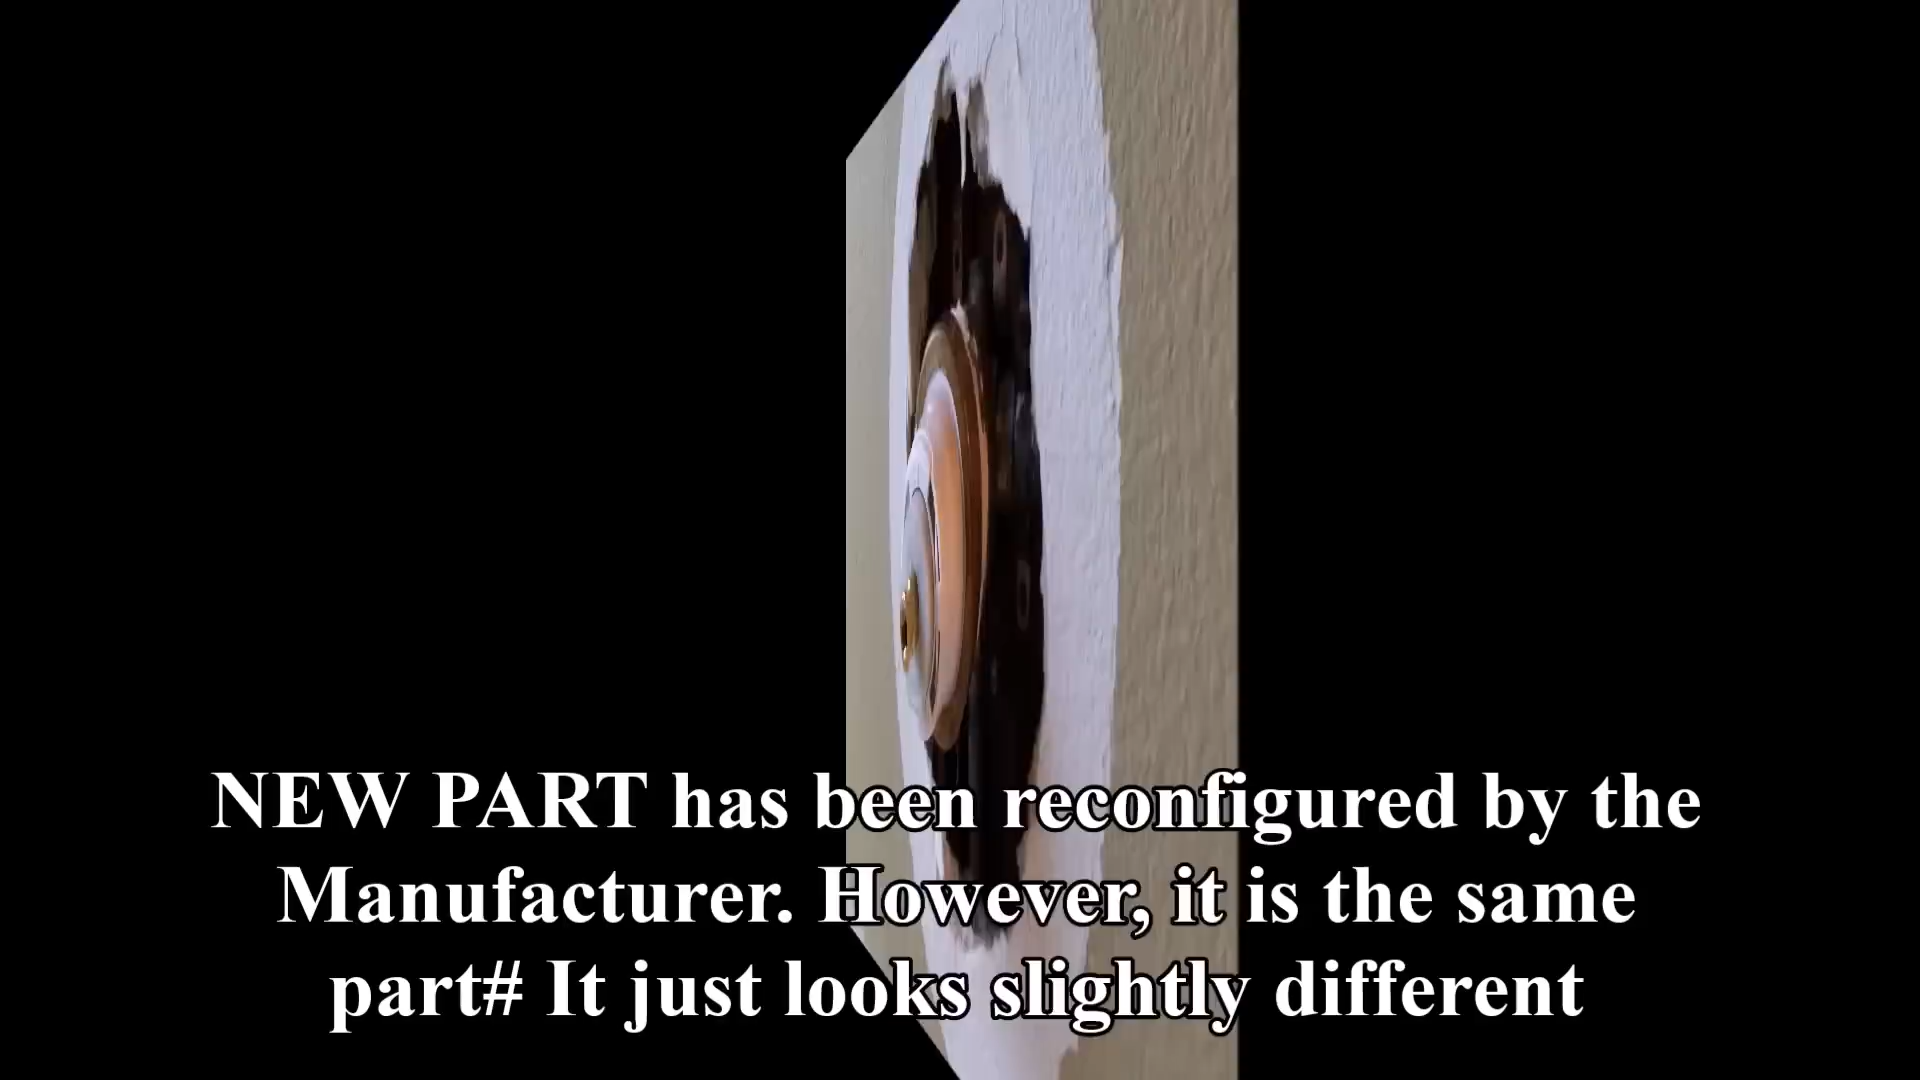 NEW PART has been reconfigured by the
Manufacturer. However, it is the same
part# It just looks slightly different